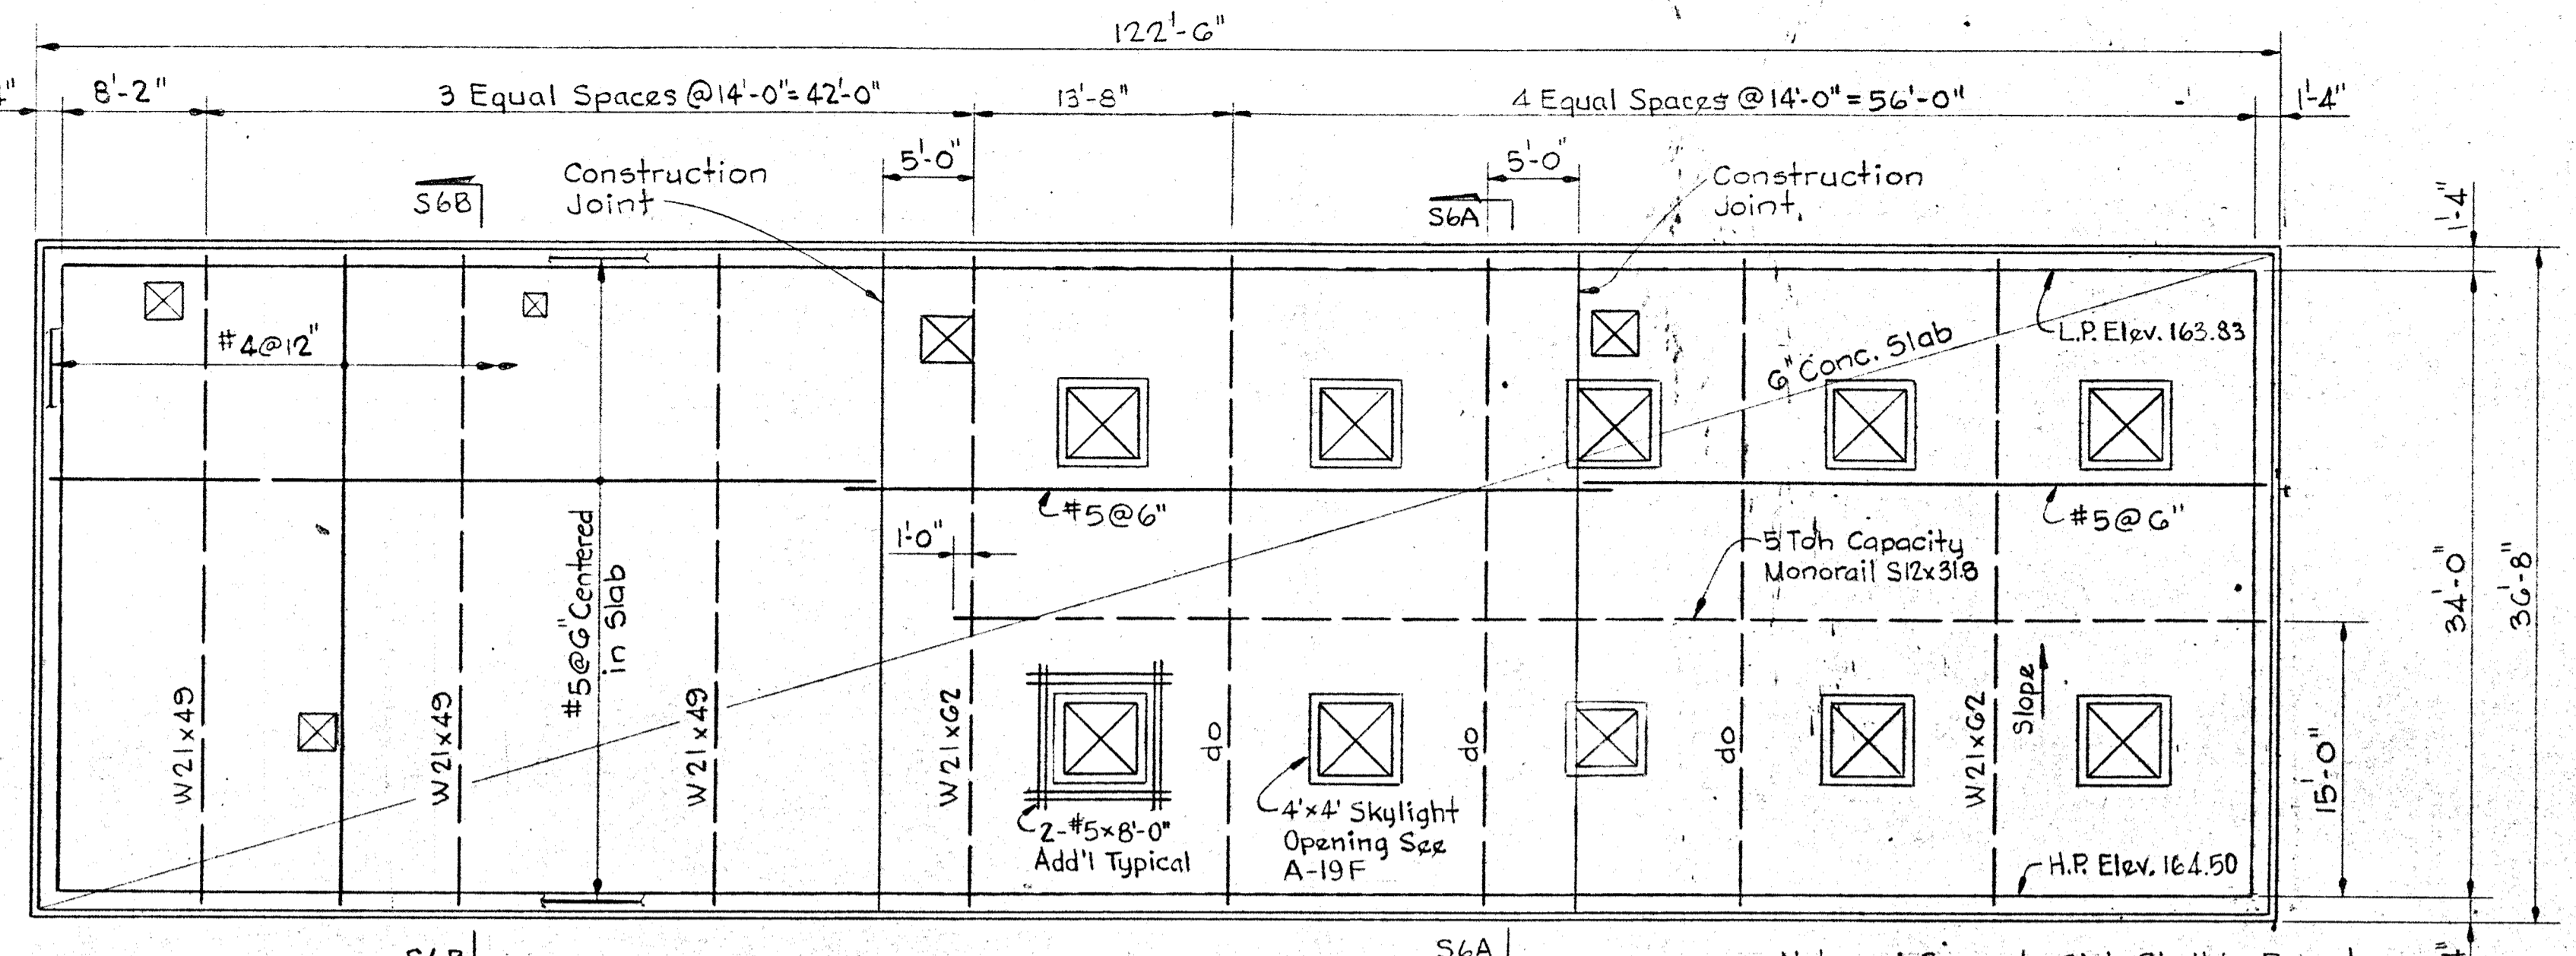 122'-6"
8'-2"
3 Equal Spaces @14'-0"=42'-0"
13'-8"
4 Equal Spaces @14'-0"=56'-0"
1'-4"
5'-0"
5'-0"
Construction
Joint
S6B
S6A
Construction
Joint
1'-4"
#4@12"
L.P. Elev. 163.83
6" Conc. Slab
#5@6"
#5@6"
1'-0"
5 Ton Capacity
Monorail S12x31.8
#5@6" Centered
in Slab
34'-0"
36'-8"
W21x49
W21x49
W21x49
W21x62
do
do
do
W21x62
Slope
15'-0"
2-#5x8'-0"
Add'l Typical
4'x4' Skylight
Opening See
A-19F
H.P. Elev. 164.50
S6B
S6A